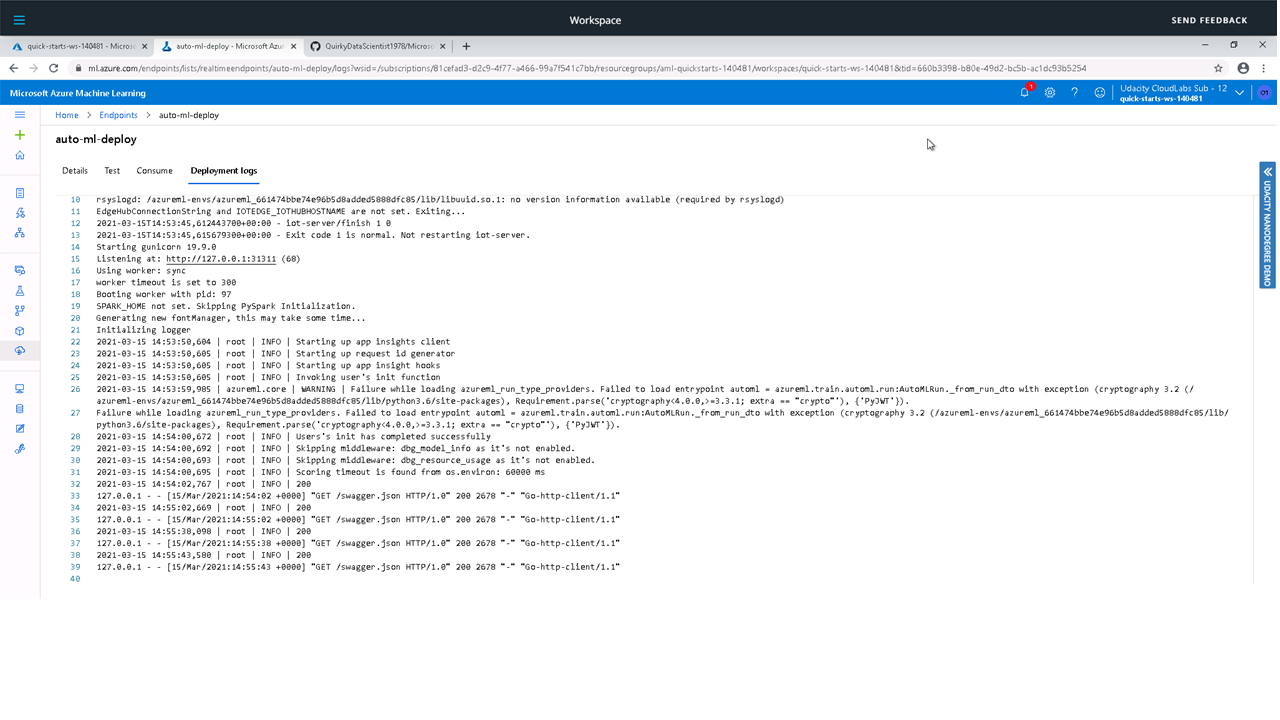 Workspace
SEND FEEDBACK
quick-starts-ws-140481 - Microso
auto-ml-deploy - Microsoft Azu
QuirkyDataScientist1978/Microso
ml.azure.com/endpoints/lists/realtimeendpoints/auto-ml-deploy/logs?wsid=/subscriptions/81cefad3-d2c9-4f77-a466-99a7f541c7bb/resourcegroups/aml-quickstarts-140481/workspaces/quick-starts-ws-140481&tid=660b3398-b80e-49d2-bc5b-ac1dc93b5254
Microsoft Azure Machine Learning
1
Udacity CloudLabs Sub - 12
quick-starts-ws-140481
O1
Home > Endpoints > auto-ml-deploy
auto-ml-deploy
Details Test Consume Deployment logs
UDACITY NANODEGREE DEMO
10 rsyslogd: /azureml-envs/azureml_661474bbe74e96b5d8added5888dfc85/lib/libuuid.so.1: no version information available (required by rsyslogd)
11 EdgeHubConnectionString and IOTEDGE_IOTHUBHOSTNAME are not set. Exiting...
12 2021-03-15T14:53:45,612443700+00:00 - iot-server/finish 1 0
13 2021-03-15T14:53:45,615679300+00:00 - Exit code 1 is normal. Not restarting iot-server.
14 Starting gunicorn 19.9.0
15 Listening at: http://127.0.0.1:31311 (68)
16 Using worker: sync
17 worker timeout is set to 300
18 Booting worker with pid: 97
19 SPARK_HOME not set. Skipping PySpark Initialization.
20 Generating new fontManager, this may take some time...
21 Initializing logger
22 2021-03-15 14:53:50,604 | root | INFO | Starting up app insights client
23 2021-03-15 14:53:50,605 | root | INFO | Starting up request id generator
24 2021-03-15 14:53:50,605 | root | INFO | Starting up app insight hooks
25 2021-03-15 14:53:50,605 | root | INFO | Invoking user's init function
26 2021-03-15 14:53:59,985 | azureml.core | WARNING | Failure while loading azureml_run_type_providers. Failed to load entrypoint automl = azureml.train.automl.run:AutoMLRun._from_run_dto with exception (cryptography 3.2 (/
azureml-envs/azureml_661474bbe74e96b5d8added5888dfc85/lib/python3.6/site-packages), Requirement.parse('cryptography<4.0.0,>=3.3.1; extra == "crypto"'), {'PyJWT'}).
27 Failure while loading azureml_run_type_providers. Failed to load entrypoint automl = azureml.train.automl.run:AutoMLRun._from_run_dto with exception (cryptography 3.2 (/azureml-envs/azureml_661474bbe74e96b5d8added5888dfc85/lib/
python3.6/site-packages), Requirement.parse('cryptography<4.0.0,>=3.3.1; extra == "crypto"'), {'PyJWT'}).
28 2021-03-15 14:54:00,672 | root | INFO | Users's init has completed successfully
29 2021-03-15 14:54:00,692 | root | INFO | Skipping middleware: dbg_model_info as it's not enabled.
30 2021-03-15 14:54:00,693 | root | INFO | Skipping middleware: dbg_resource_usage as it's not enabled.
31 2021-03-15 14:54:00,695 | root | INFO | Scoring timeout is found from os.environ: 60000 ms
32 2021-03-15 14:54:02,767 | root | INFO | 200
33 127.0.0.1 - - [15/Mar/2021:14:54:02 +0000] "GET /swagger.json HTTP/1.0" 200 2678 "-" "Go-http-client/1.1"
34 2021-03-15 14:55:02,669 | root | INFO | 200
35 127.0.0.1 - - [15/Mar/2021:14:55:02 +0000] "GET /swagger.json HTTP/1.0" 200 2678 "-" "Go-http-client/1.1"
36 2021-03-15 14:55:38,098 | root | INFO | 200
37 127.0.0.1 - - [15/Mar/2021:14:55:38 +0000] "GET /swagger.json HTTP/1.0" 200 2678 "-" "Go-http-client/1.1"
38 2021-03-15 14:55:43,580 | root | INFO | 200
39 127.0.0.1 - - [15/Mar/2021:14:55:43 +0000] "GET /swagger.json HTTP/1.0" 200 2678 "-" "Go-http-client/1.1"
40